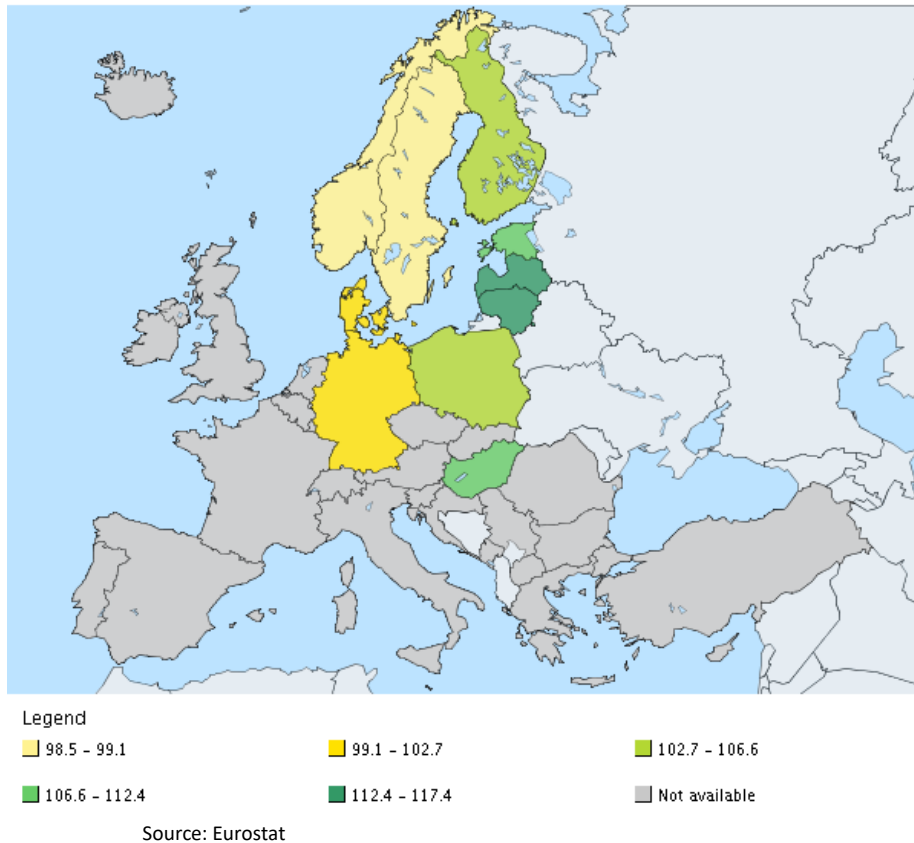 Legend
98.5 - 99.1 99.1 - 102.7 102.7 - 106.6
106.6 - 112.4 112.4 - 117.4 Not available
Source: Eurostat